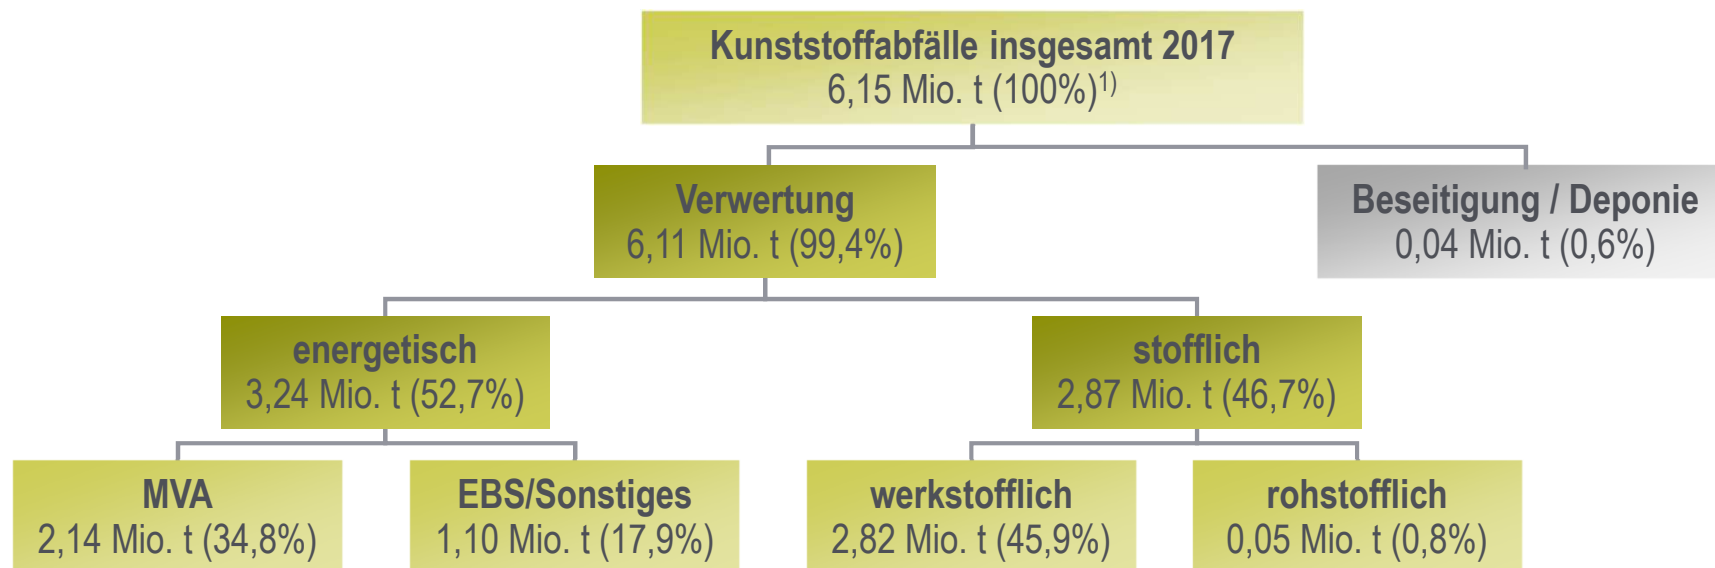 Kunststoffabfälle insgesamt 2017
6,15 Mio. t (100%)1)
Verwertung
6,11 Mio. t (99,4%)
Beseitigung / Deponie
0,04 Mio. t (0,6%)
energetisch
3,24 Mio. t (52,7%)
stofflich
2,87 Mio. t (46,7%)
MVA
2,14 Mio. t (34,8%)
EBS/Sonstiges
1,10 Mio. t (17,9%)
werkstofflich
2,82 Mio. t (45,9%)
rohstofflich
0,05 Mio. t (0,8%)